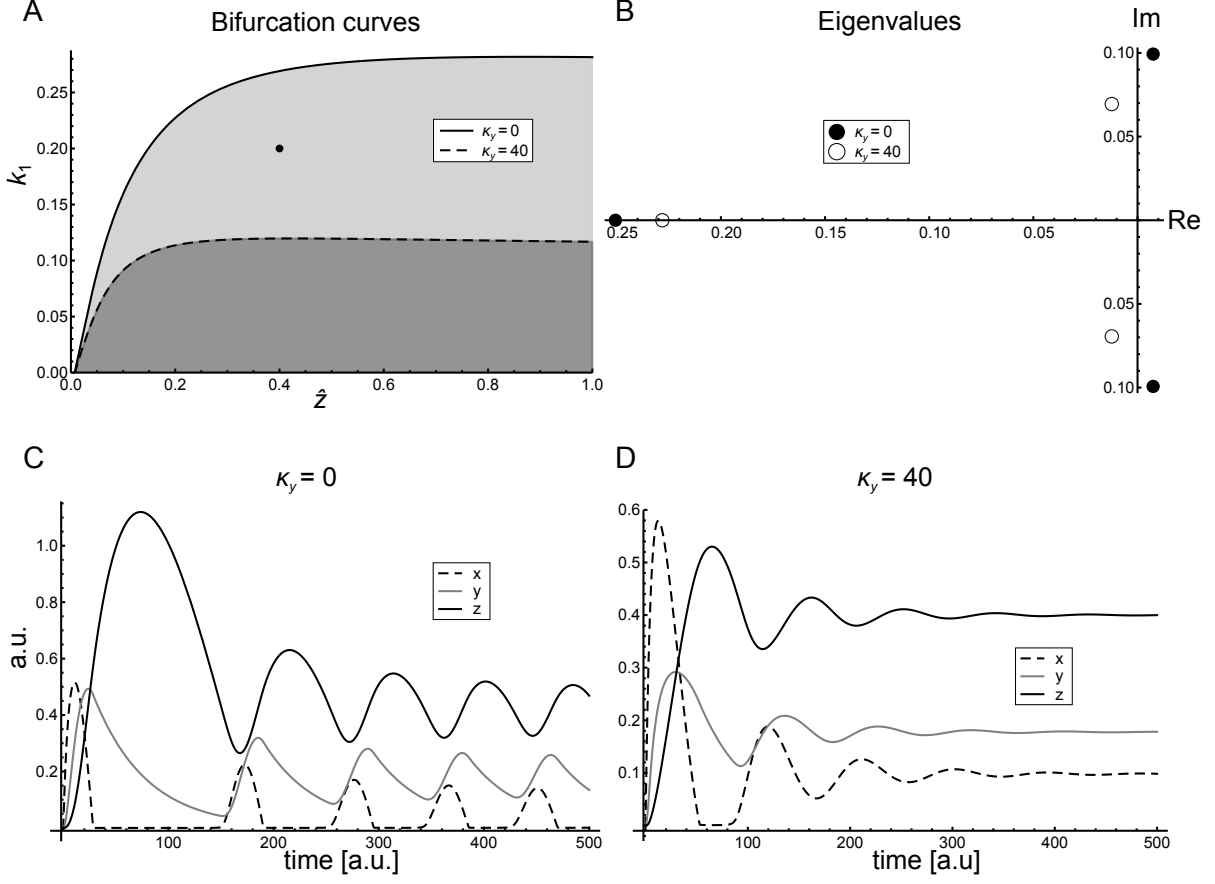 A
Bifurcation curves
k1
0.25
0.20
0.15
0.10
0.05
0.00
0.0 0.2 0.4 0.6 0.8 1.0
ẑ
κy = 0
κy = 40
B
Eigenvalues
Im
Re
0.10
0.05
0.05
0.10
0.25 0.20 0.15 0.10 0.05
κy = 0
κy = 40
C
κy = 0
a.u.
1.0
0.8
0.6
0.4
0.2
100 200 300 400 500
time [a.u.]
x
y
z
D
κy = 40
0.6
0.5
0.4
0.3
0.2
0.1
0 100 200 300 400 500
time [a.u]
x
y
z